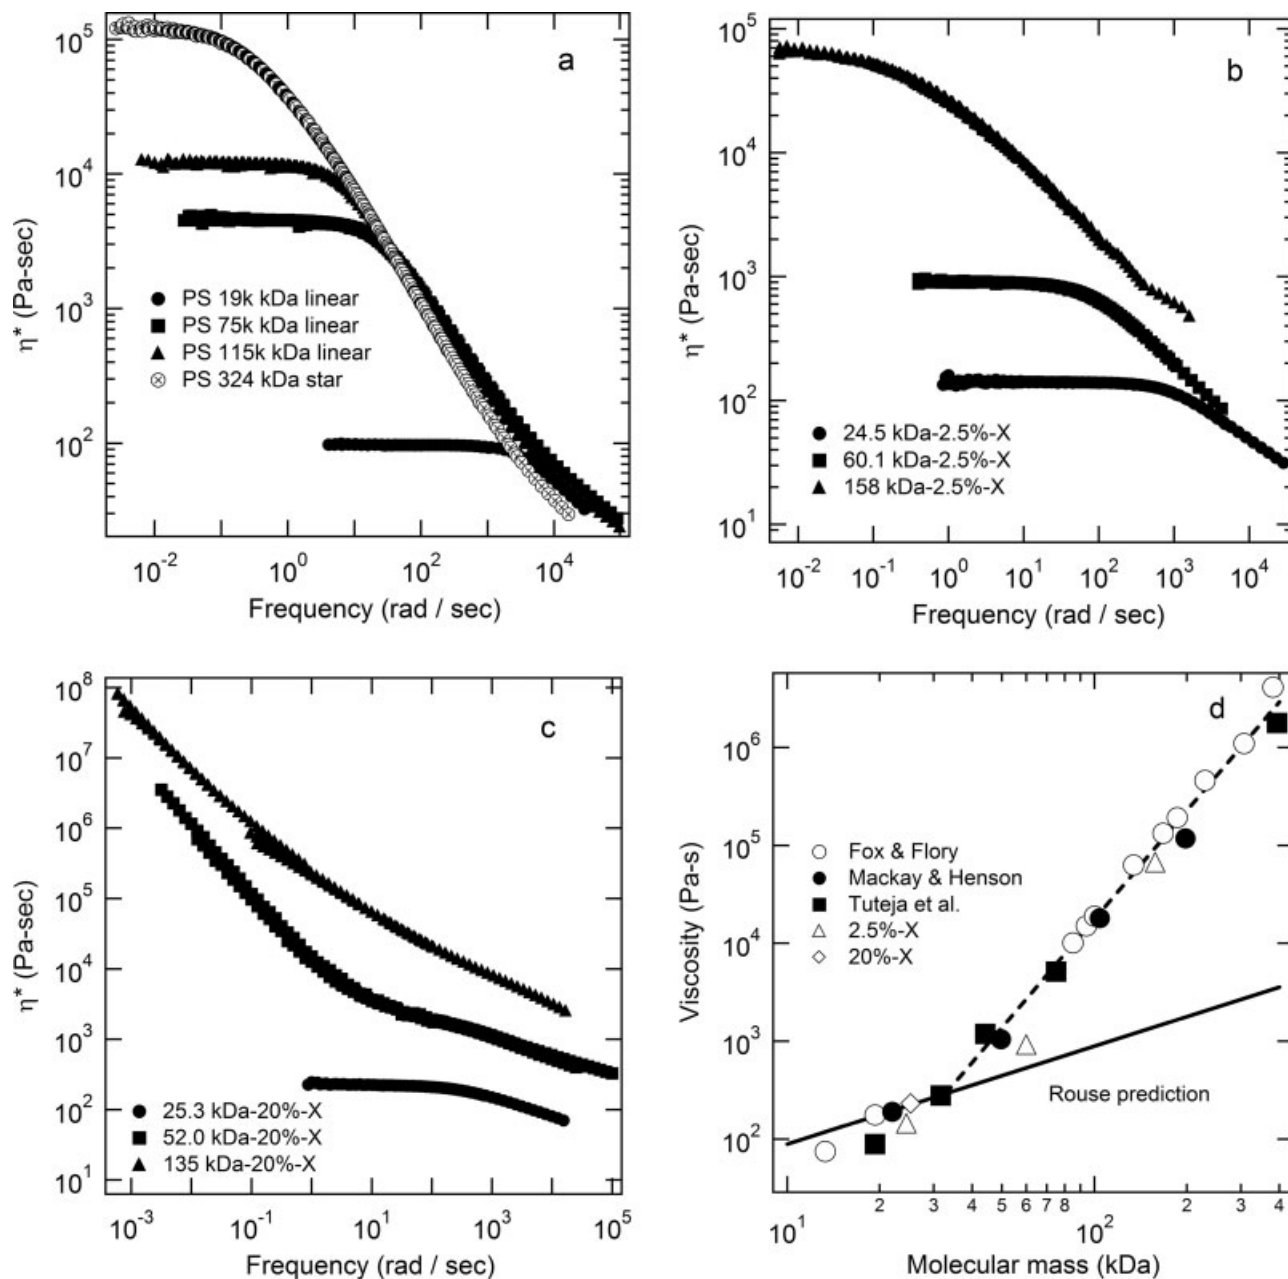 a
10^5
10^4
10^3
10^2
η* (Pa-sec)
PS 19k kDa linear
PS 75k kDa linear
PS 115k kDa linear
PS 324 kDa star
10^-2 10^0 10^2 10^4
Frequency (rad / sec)
b
10^5
10^4
10^3
10^2
10^1
η* (Pa-sec)
24.5 kDa-2.5%-X
60.1 kDa-2.5%-X
158 kDa-2.5%-X
10^-2 10^-1 10^0 10^1 10^2 10^3 10^4
Frequency (rad / sec)
c
10^8
10^7
10^6
10^5
10^4
10^3
10^2
10^1
η* (Pa-sec)
25.3 kDa-20%-X
52.0 kDa-20%-X
135 kDa-20%-X
10^-3 10^-1 10^1 10^3 10^5
Frequency (rad / sec)
d
10^6
10^5
10^4
10^3
10^2
Viscosity (Pa-s)
Fox & Flory
Mackay & Henson
Tuteja et al.
2.5%-X
20%-X
Rouse prediction
2 3 4 5 6 7 8 2 3 4
10^1 10^2
Molecular mass (kDa)